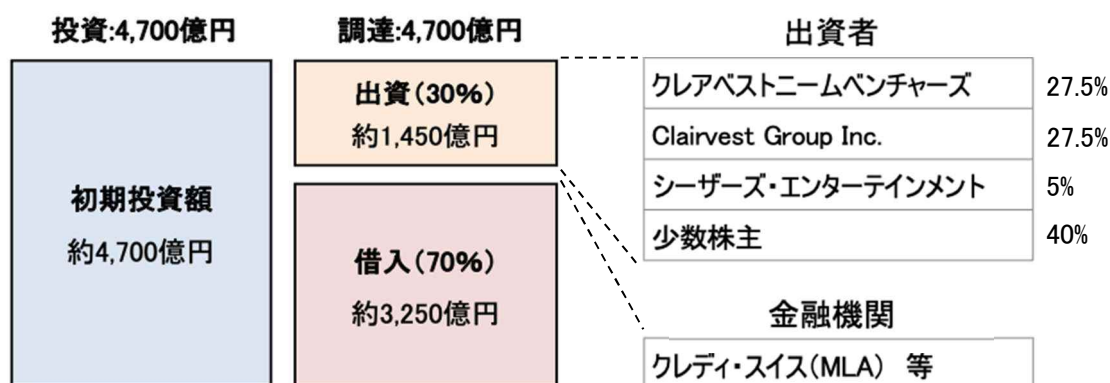 投資:4,700億円
初期投資額
約4,700億円
調達:4,700億円
出資(30%)
約1,450億円
借入(70%)
約3,250億円
出資者
クレアベストニームベンチャーズ 27.5%
Clairvest Group Inc. 27.5%
シーザーズ・エンターテインメント 5%
少数株主 40%
金融機関
クレディ・スイス(MLA) 等